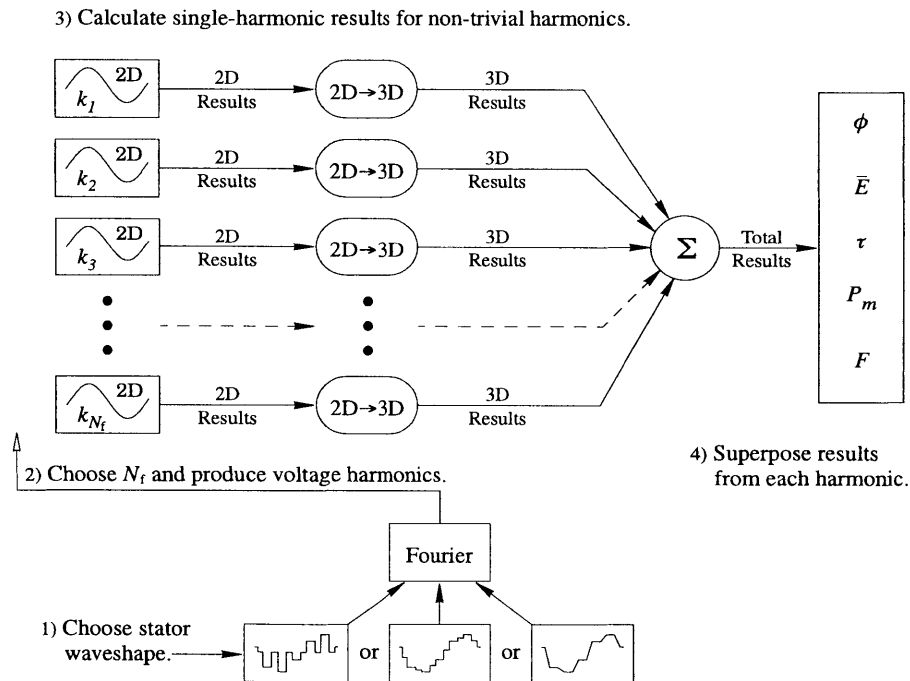 3) Calculate single-harmonic results for non-trivial harmonics.
2D
k1
2D
Results
2D→3D
3D
Results
2D
k2
2D
Results
2D→3D
3D
Results
2D
k3
2D
Results
2D→3D
3D
Results
Σ
Total
Results
ϕ
Ē
τ
Pm
F
2D
kNf
2D
Results
2D→3D
3D
Results
2) Choose Nf and produce voltage harmonics.
4) Superpose results
from each harmonic.
Fourier
1) Choose stator
waveshape.
or
or